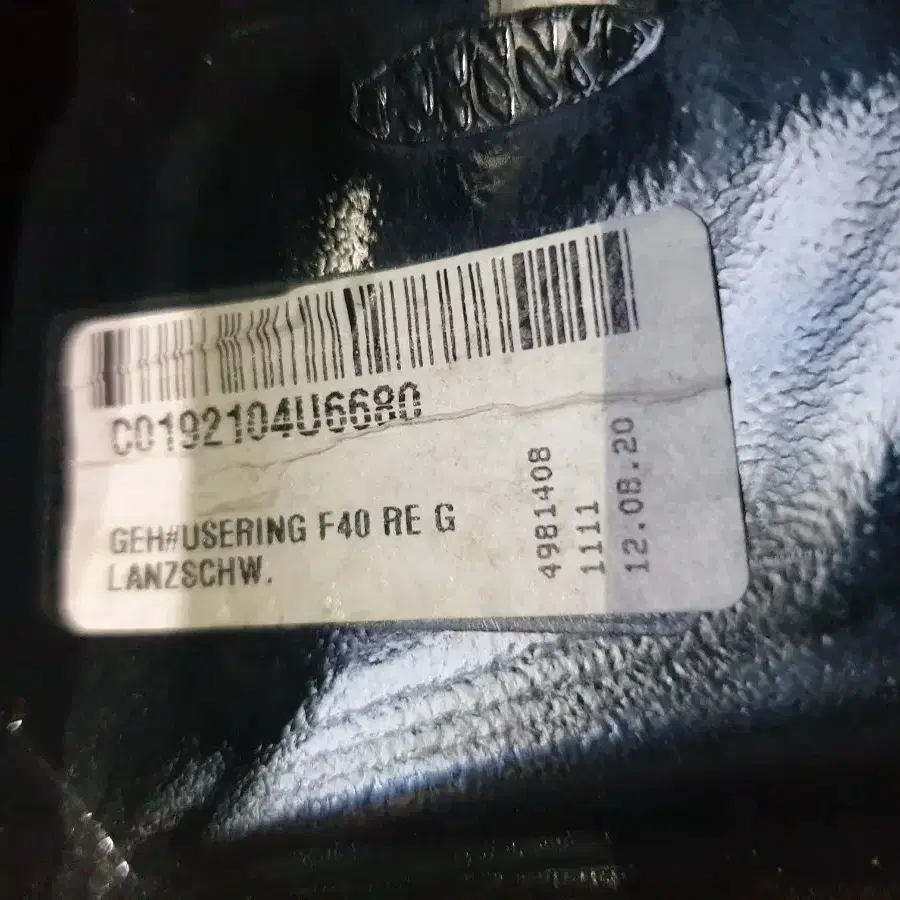 C0192104U6680
GEH#USERING F40 RE G
LANZSCHW.
4981408
1111
12.08.20